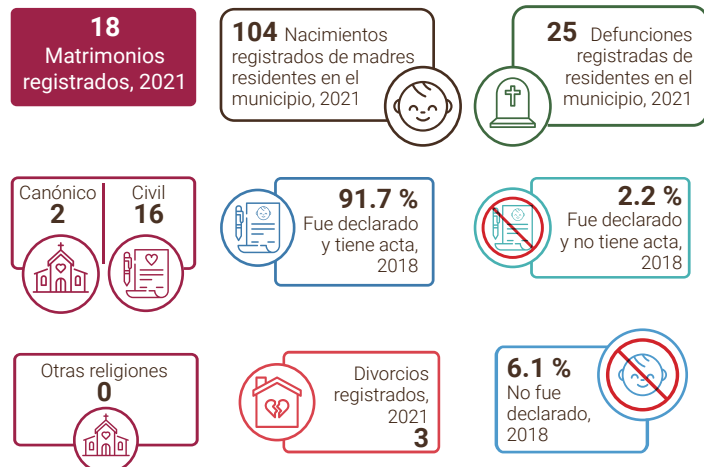 18
Matrimonios
registrados, 2021
104 Nacimientos
registrados de madres
residentes en el
municipio, 2021
25 Defunciones
registradas de
residentes en el
municipio, 2021
Canónico
2
Civil
16
91.7 %
Fue declarado
y tiene acta,
2018
2.2 %
Fue declarado
y no tiene acta,
2018
Otras religiones
0
Divorcios
registrados,
2021
3
6.1 %
No fue
declarado,
2018